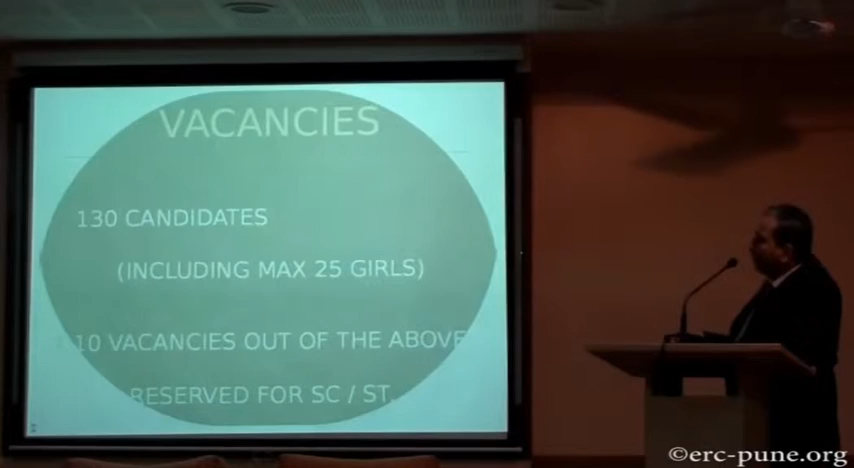 VACANCIES
130 CANDIDATES
(INCLUDING MAX 25 GIRLS)
10 VACANCIES OUT OF THE ABOVE
RESERVED FOR SC / ST.
©erc-pune.org